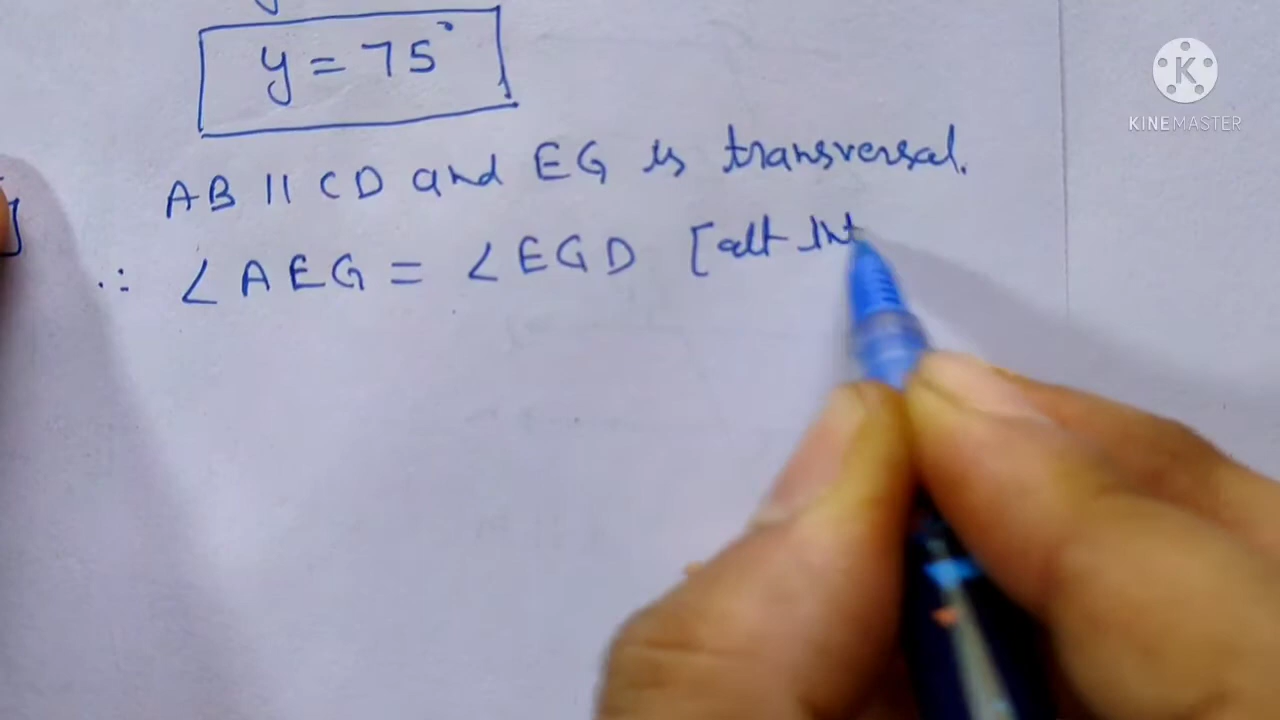 y = 75°
K
KINEMASTER
AB || CD and EG is transversal.
∴ ∠AEG = ∠EGD [alt Int
]